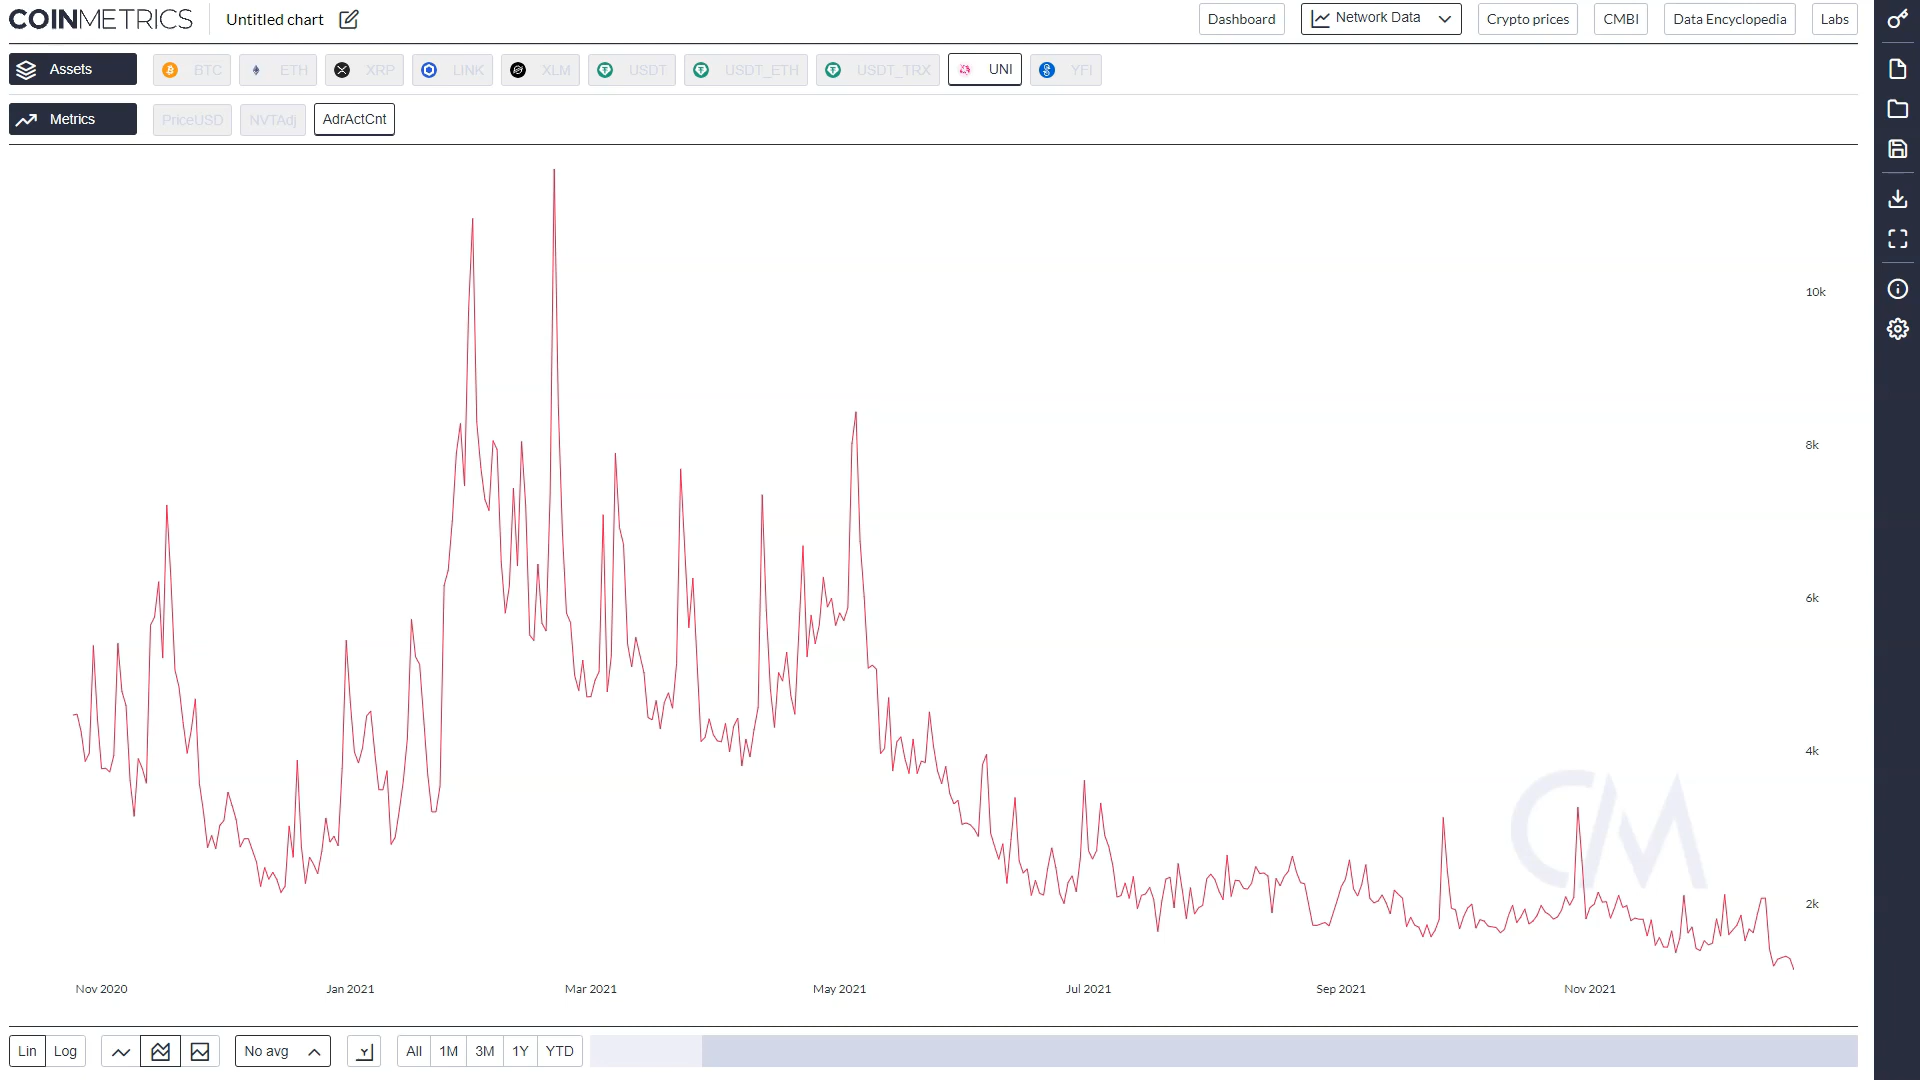 COINMETRICS Untitled chart Dashboard Network Data Crypto prices CMBI Data Encyclopedia Labs
Assets BTC ETH XRP LINK XLM USDT USDT_ETH USDT_TRX UNI YFI
Metrics PriceUSD NVTAdj AdrActCnt
10k
8k
6k
4k
CM
2k
Nov 2020 Jan 2021 Mar 2021 May 2021 Jul 2021 Sep 2021 Nov 2021
Lin Log No avg Y All 1M 3M 1Y YTD